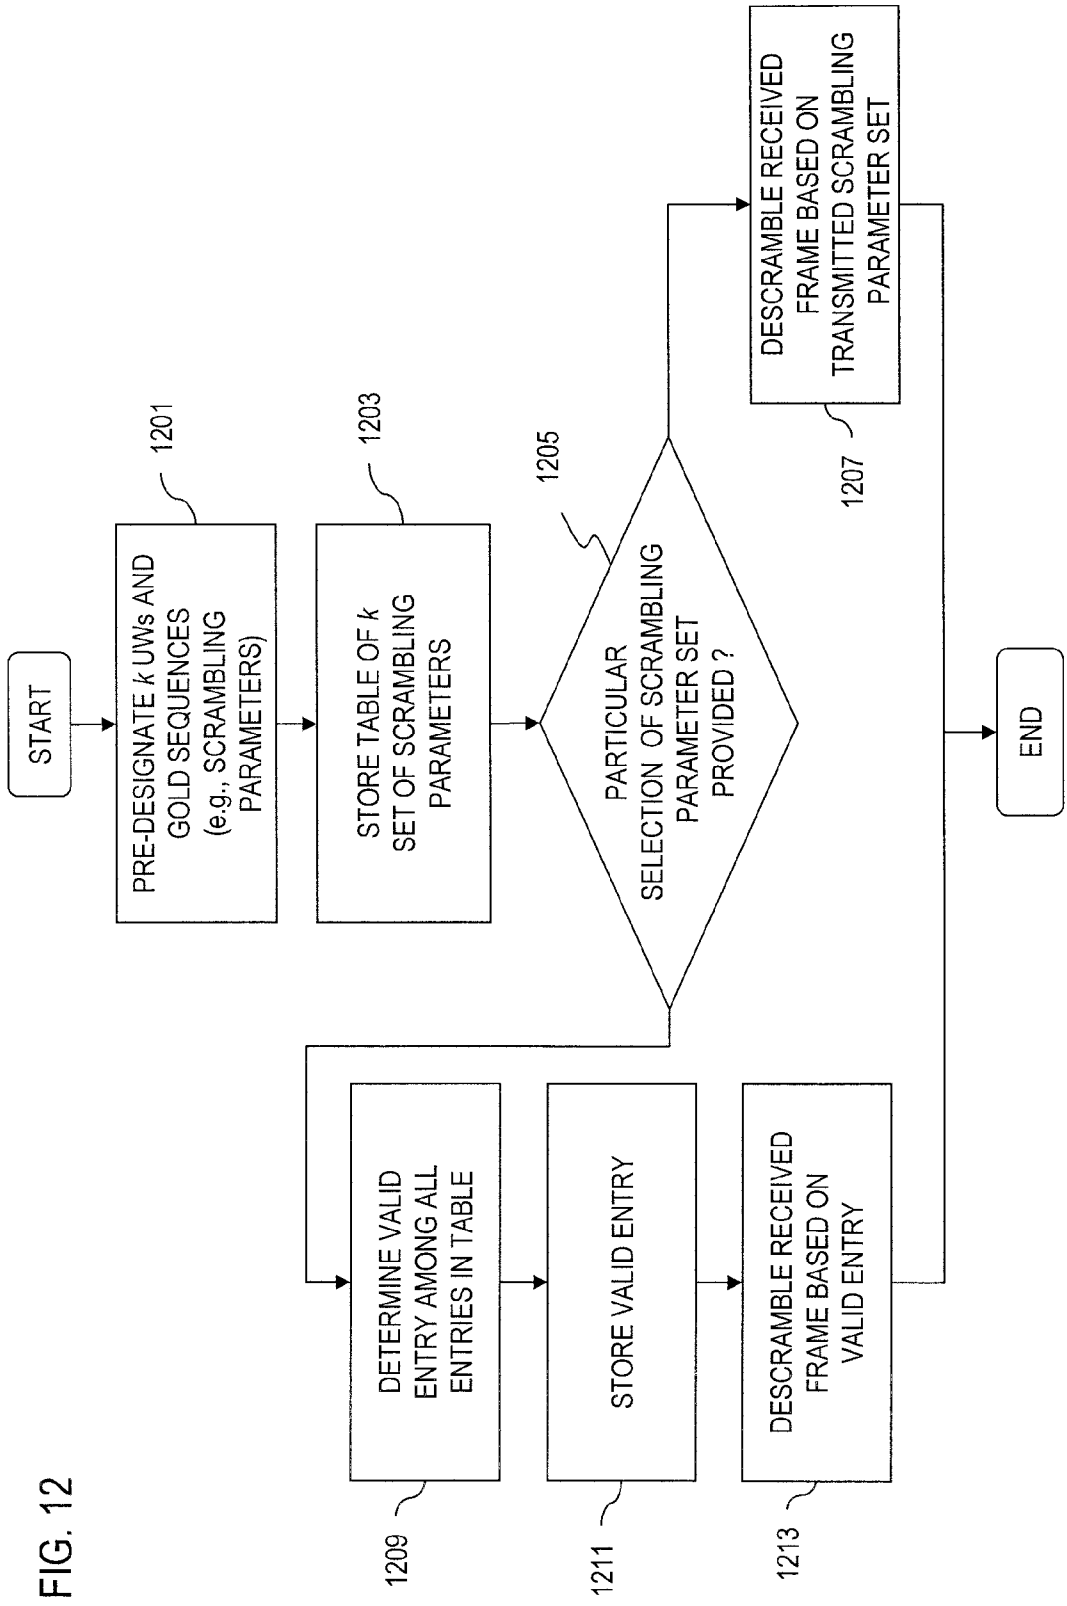 FIG. 12
START
PRE-DESIGNATE k UWs AND
GOLD SEQUENCES
(e.g., SCRAMBLING
PARAMETERS)
1201
STORE TABLE OF k
SET OF SCRAMBLING
PARAMETERS
1203
PARTICULAR
SELECTION OF SCRAMBLING
PARAMETER SET
PROVIDED ?
1205
DESCRAMBLE RECEIVED
FRAME BASED ON
TRANSMITTED SCRAMBLING
PARAMETER SET
1207
DETERMINE VALID
ENTRY AMONG ALL
ENTRIES IN TABLE
1209
STORE VALID ENTRY
1211
DESCRAMBLE RECEIVED
FRAME BASED ON
VALID ENTRY
1213
END